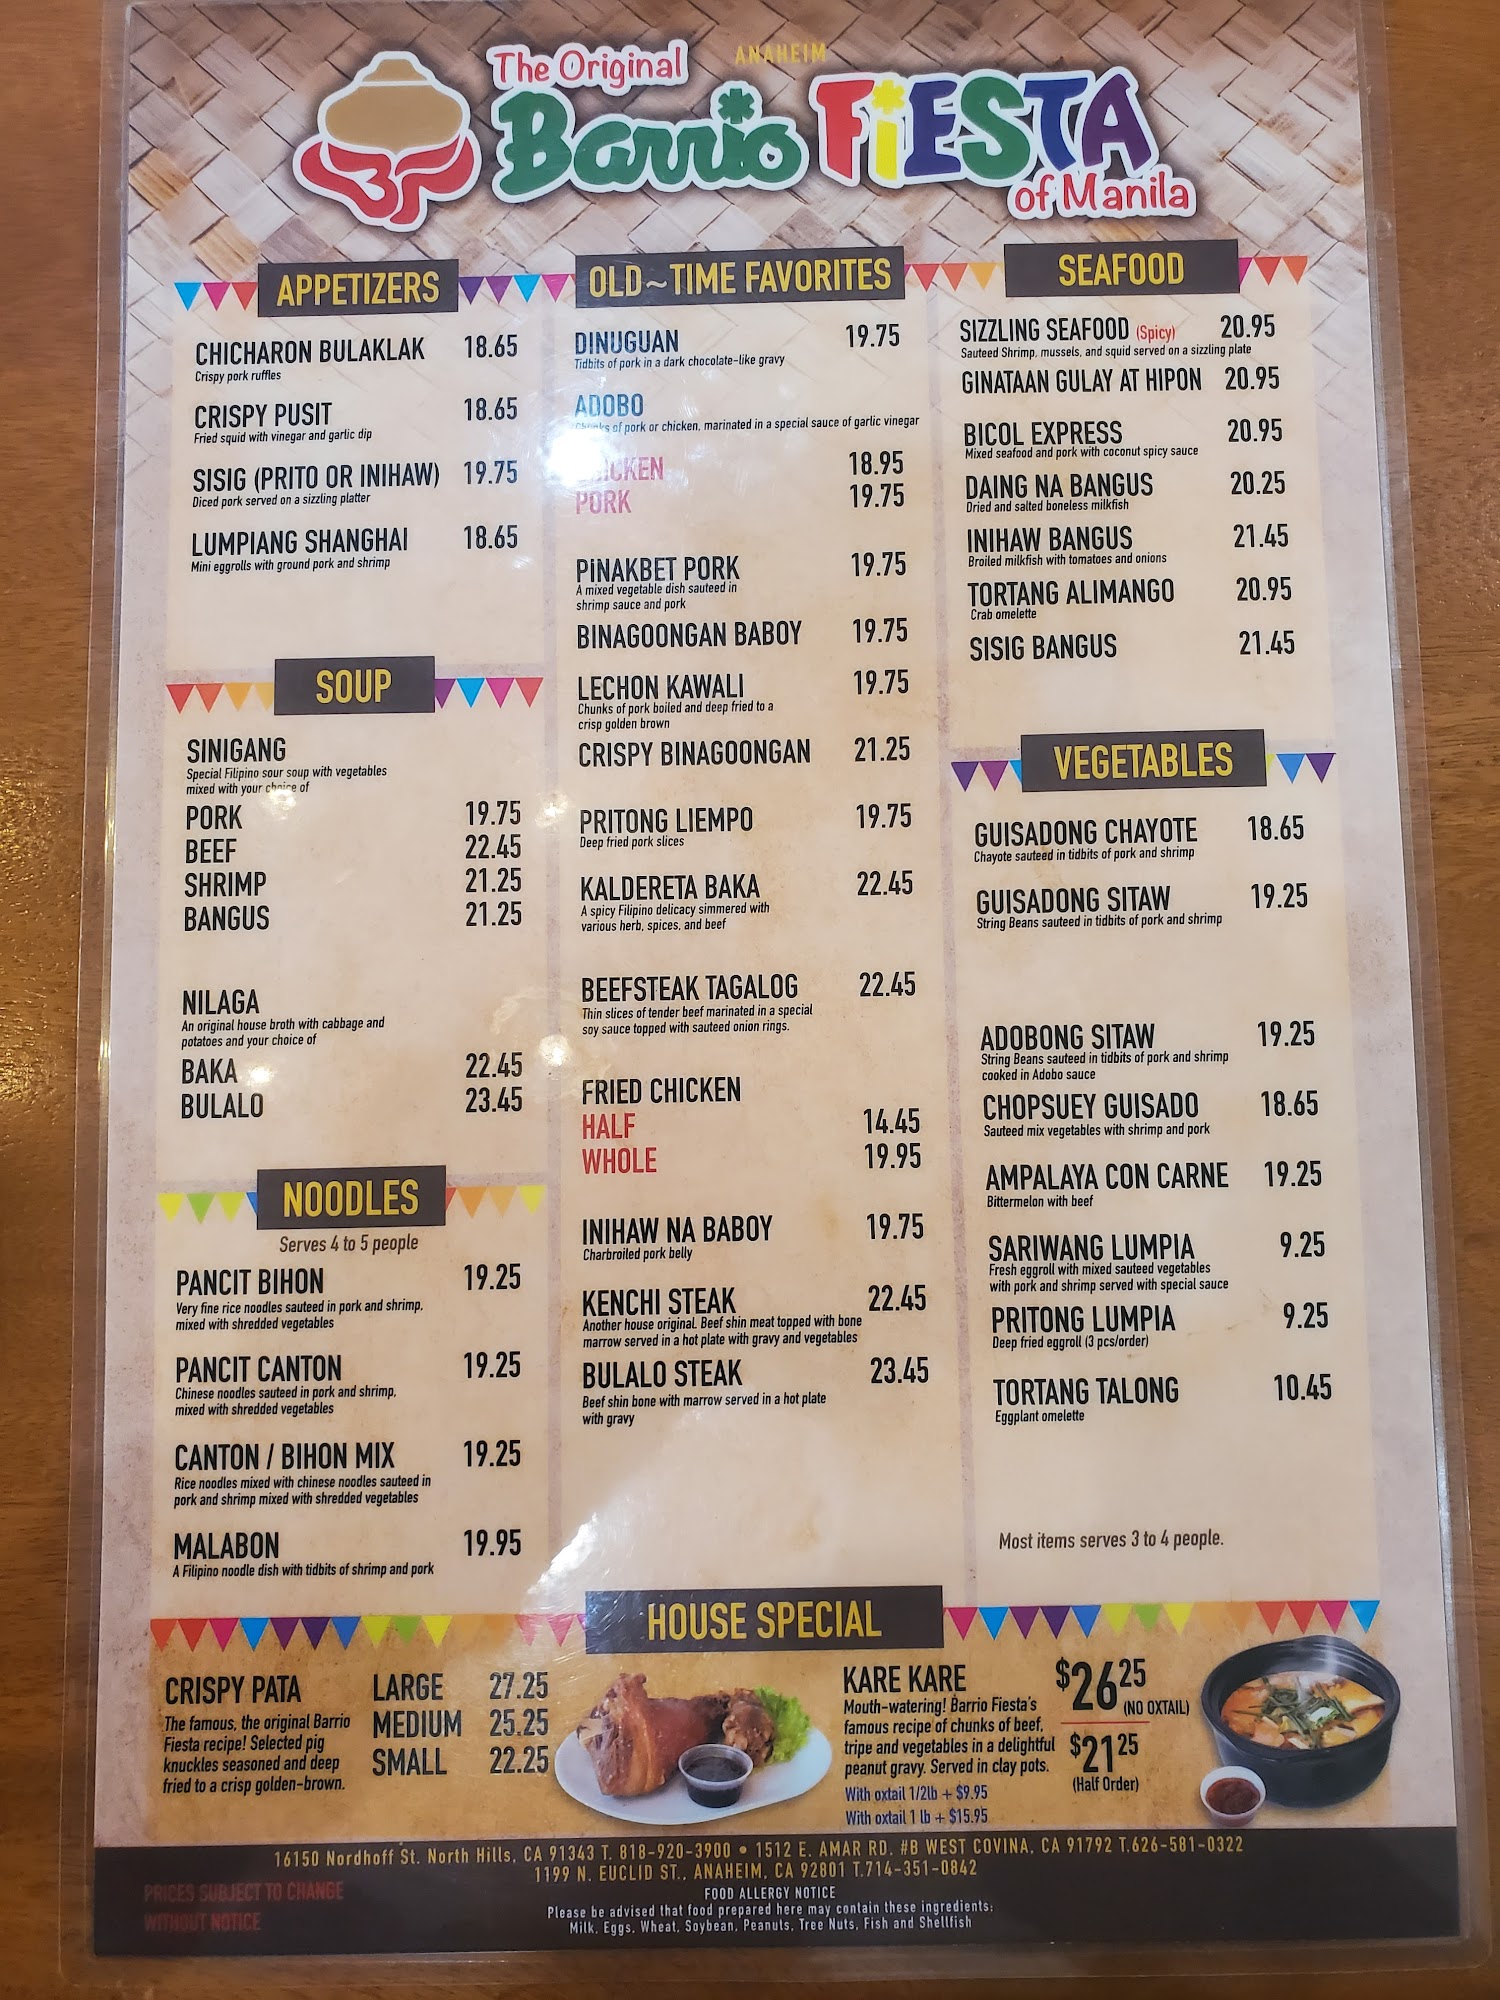 ANAHEIM
The Original
Barrio FiESTA
of Manila
APPETIZERS
CHICHARON BULAKLAK 18.65
Crispy pork ruffles
CRISPY PUSIT 18.65
Fried squid with vinegar and garlic dip
SISIG (PRITO OR INIHAW) 19.75
Diced pork served on a sizzling platter
LUMPIANG SHANGHAI 18.65
Mini eggrolls with ground pork and shrimp
SOUP
SINIGANG
Special Filipino sour soup with vegetables
mixed with your choice of
PORK 19.75
BEEF 22.45
SHRIMP 21.25
BANGUS 21.25
NILAGA
An original house broth with cabbage and
potatoes and your choice of
BAKA 22.45
BULALO 23.45
NOODLES
Serves 4 to 5 people
PANCIT BIHON 19.25
Very fine rice noodles sauteed in pork and shrimp,
mixed with shredded vegetables
PANCIT CANTON 19.25
Chinese noodles sauteed in pork and shrimp,
mixed with shredded vegetables
CANTON / BIHON MIX 19.25
Rice noodles mixed with chinese noodles sauteed in
pork and shrimp mixed with shredded vegetables
MALABON 19.95
A Filipino noodle dish with tidbits of shrimp and pork
OLD~TIME FAVORITES
DINUGUAN 19.75
Tidbits of pork in a dark chocolate-like gravy
ADOBO
Chunks of pork or chicken, marinated in a special sauce of garlic vinegar
CHICKEN 18.95
PORK 19.75
PINAKBET PORK 19.75
A mixed vegetable dish sauteed in
shrimp sauce and pork
BINAGOONGAN BABOY 19.75
LECHON KAWALI 19.75
Chunks of pork boiled and deep fried to a
crisp golden brown
CRISPY BINAGOONGAN 21.25
PRITONG LIEMPO 19.75
Deep fried pork slices
KALDERETA BAKA 22.45
A spicy Filipino delicacy simmered with
various herb, spices, and beef
BEEFSTEAK TAGALOG 22.45
Thin slices of tender beef marinated in a special
soy sauce topped with sauteed onion rings.
FRIED CHICKEN
HALF 14.45
WHOLE 19.95
INIHAW NA BABOY 19.75
Charbroiled pork belly
KENCHI STEAK 22.45
Another house original. Beef shin meat topped with bone
marrow served in a hot plate with gravy and vegetables
BULALO STEAK 23.45
Beef shin bone with marrow served in a hot plate
with gravy
SEAFOOD
SIZZLING SEAFOOD (Spicy) 20.95
Sauteed Shrimp, mussels, and squid served on a sizzling plate
GINATAAN GULAY AT HIPON 20.95
BICOL EXPRESS 20.95
Mixed seafood and pork with coconut spicy sauce
DAING NA BANGUS 20.25
Dried and salted boneless milkfish
INIHAW BANGUS 21.45
Broiled milkfish with tomatoes and onions
TORTANG ALIMANGO 20.95
Crab omelette
SISIG BANGUS 21.45
VEGETABLES
GUISADONG CHAYOTE 18.65
Chayote sauteed in tidbits of pork and shrimp
GUISADONG SITAW 19.25
String Beans sauteed in tidbits of pork and shrimp
ADOBONG SITAW 19.25
String Beans sauteed in tidbits of pork and shrimp
cooked in Adobo sauce
CHOPSUEY GUISADO 18.65
Sauteed mix vegetables with shrimp and pork
AMPALAYA CON CARNE 19.25
Bittermelon with beef
SARIWANG LUMPIA 9.25
Fresh eggroll with mixed sauteed vegetables
with pork and shrimp served with special sauce
PRITONG LUMPIA 9.25
Deep fried eggroll (3 pcs/order)
TORTANG TALONG 10.45
Eggplant omelette
Most items serves 3 to 4 people.
HOUSE SPECIAL
CRISPY PATA
The famous, the original Barrio
Fiesta recipe! Selected pig
knuckles seasoned and deep
fried to a crisp golden-brown.
LARGE 27.25
MEDIUM 25.25
SMALL 22.25
KARE KARE
Mouth-watering! Barrio Fiesta's
famous recipe of chunks of beef,
tripe and vegetables in a delightful
peanut gravy. Served in clay pots.
With oxtail 1/2lb + $9.95
With oxtail 1 lb + $15.95
$26 25 (NO OXTAIL)
$21 25
(Half Order)
16150 Nordhoff St. North Hills, CA 91343 T. 818-920-3900 • 1512 E. AMAR RD. #B WEST COVINA, CA 91792 T.626-581-0322
1199 N. EUCLID ST., ANAHEIM, CA 92801 T.714-351-0842
PRICES SUBJECT TO CHANGE
WITHOUT NOTICE
FOOD ALLERGY NOTICE
Please be advised that food prepared here may contain these ingredients:
Milk, Eggs, Wheat, Soybean, Peanuts, Tree Nuts, Fish and Shellfish